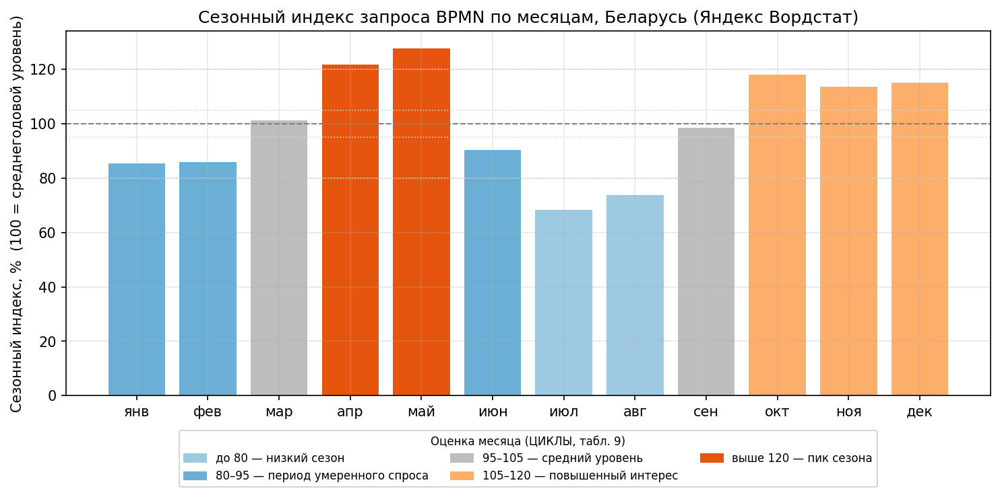 Сезонный индекс запроса BPMN по месяцам, Беларусь (Яндекс Вордстат)
Сезонный индекс, % (100 = среднегодовой уровень)
120
100
80
60
40
20
0
янв фев мар апр май июн июл авг сен окт ноя дек
Оценка месяца (ЦИКЛЫ, табл. 9)
до 80 — низкий сезон 95–105 — средний уровень выше 120 — пик сезона
80–95 — период умеренного спроса 105–120 — повышенный интерес